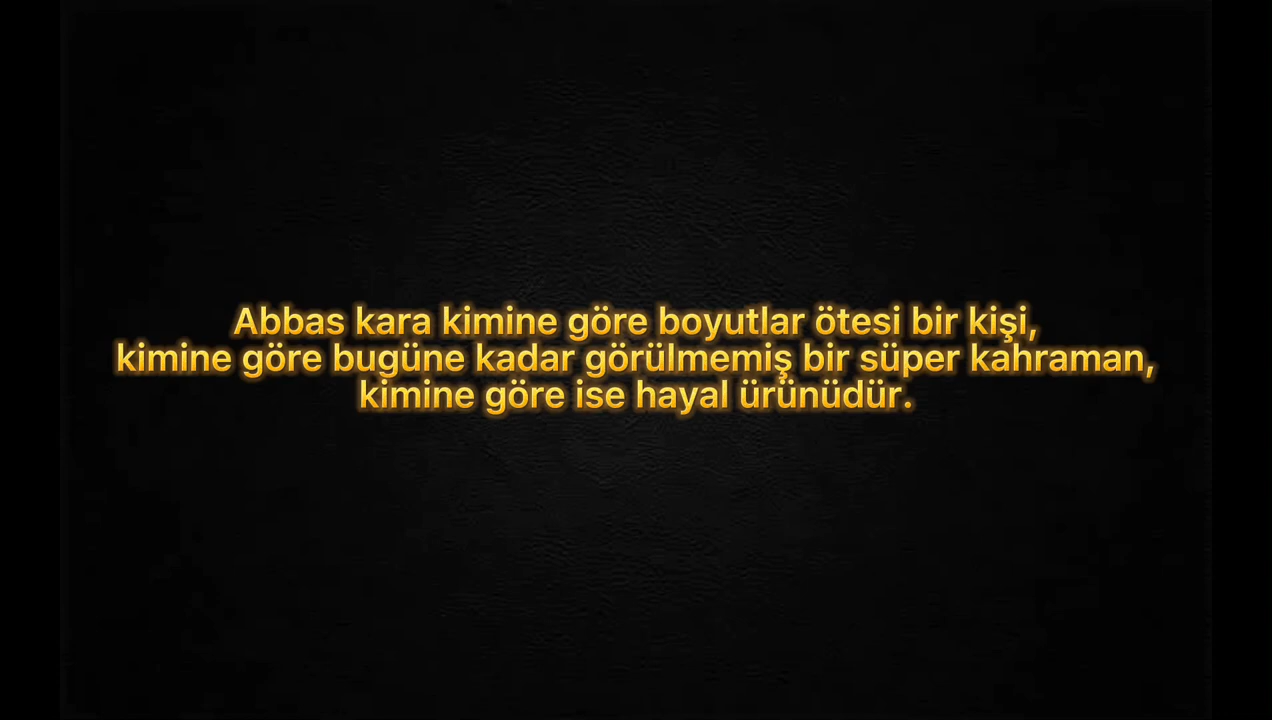 Abbas kara kimine göre boyutlar ötesi bir kişi,
kimine göre bugüne kadar görülmemiş bir süper kahraman,
kimine göre ise hayal ürünüdür.